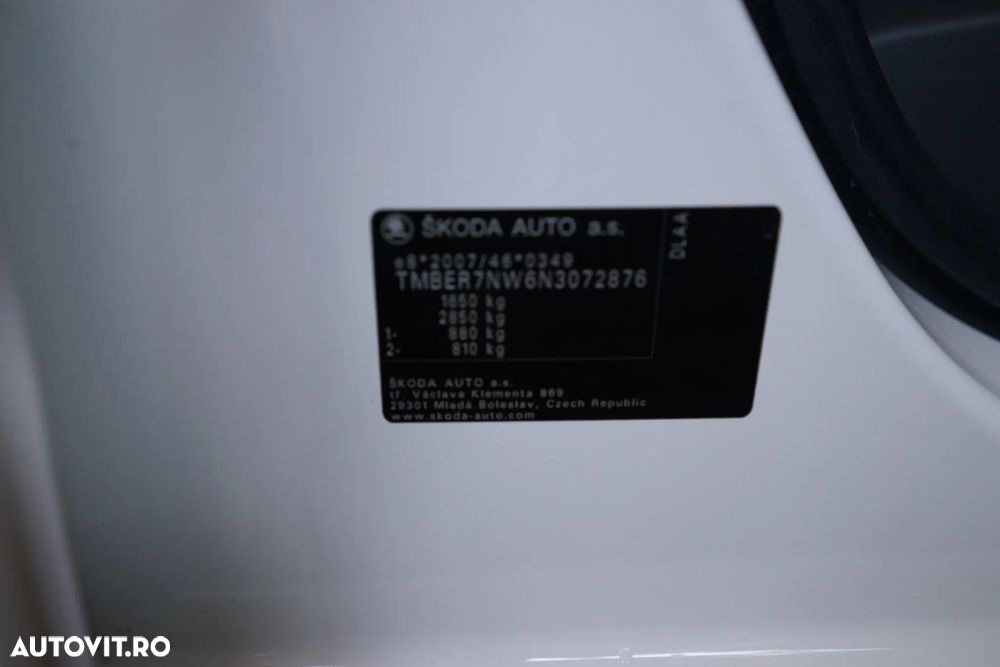 ŠKODA AUTO a.s.
DLAA
e8*2007/46*0349
TMBER7NW6N3072876
1650 kg
2850 kg
1- 880 kg
2- 810 kg
ŠKODA AUTO a.s.
tř. Václava Klementa 869
29301 Mladá Boleslav, Czech Republic
www.skoda-auto.com
AUTOVIT.RO